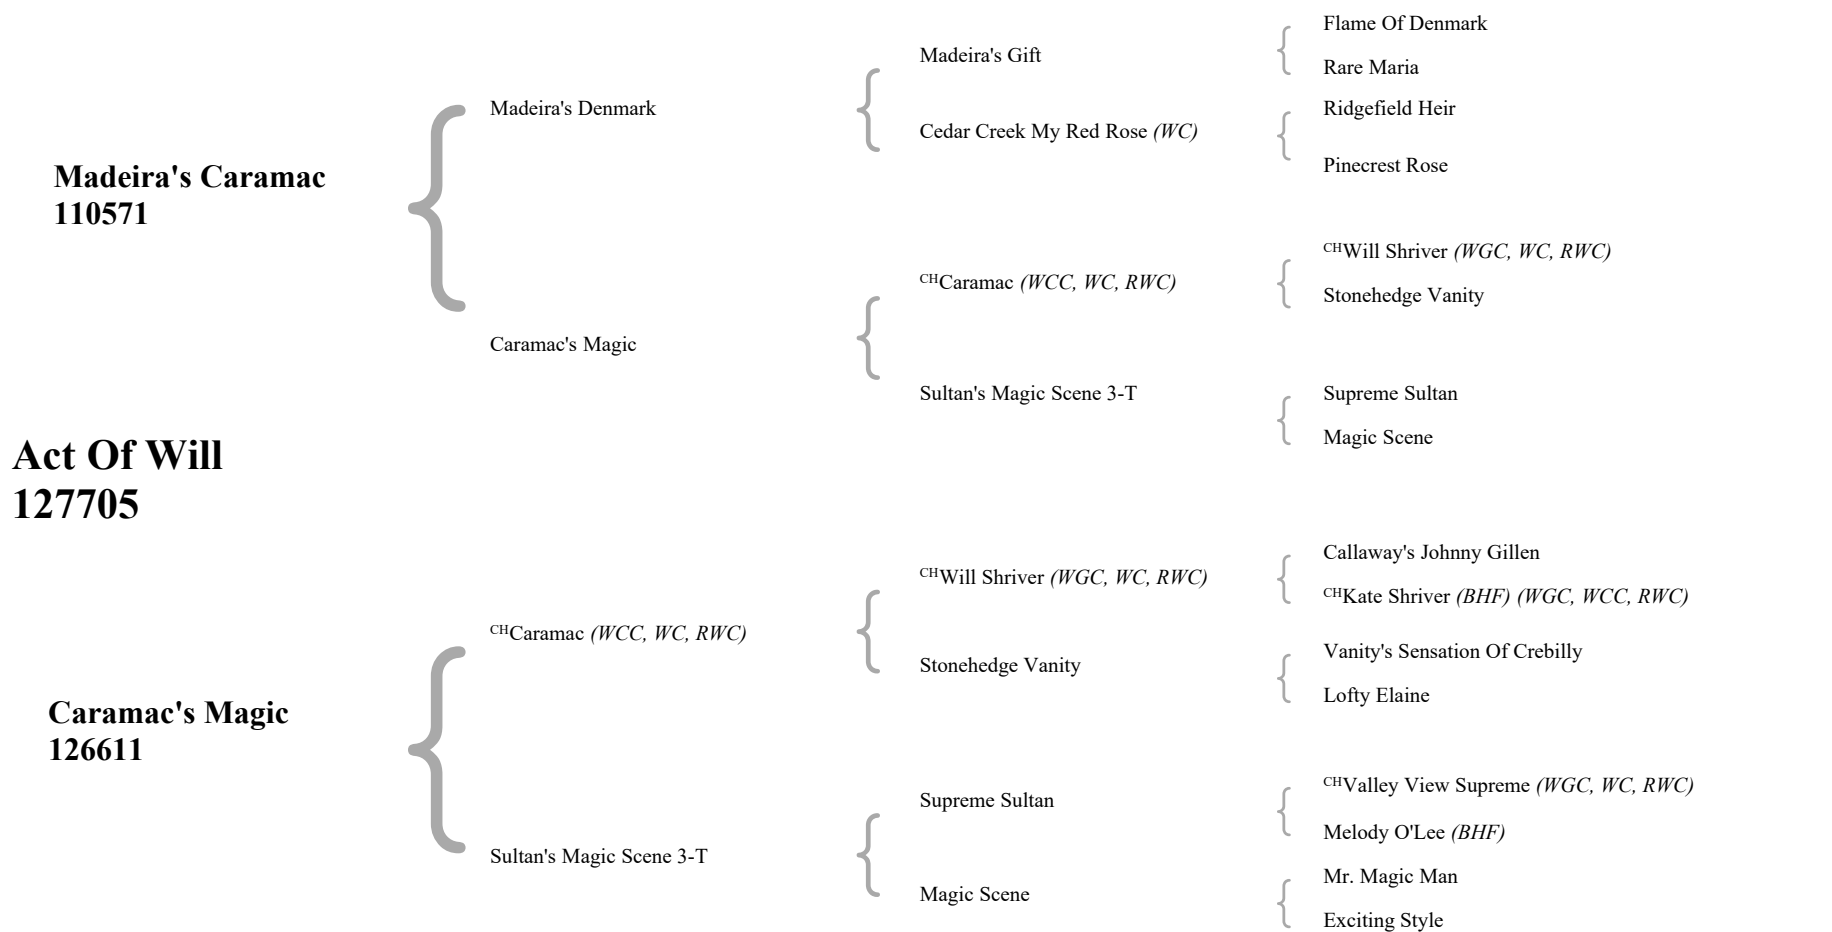 Flame Of Denmark
Madeira's Gift
Rare Maria
Madeira's Denmark
Ridgefield Heir
Cedar Creek My Red Rose (WC)
Pinecrest Rose
Madeira's Caramac
110571
CHWill Shriver (WGC, WC, RWC)
CHCaramac (WCC, WC, RWC)
Stonehedge Vanity
Caramac's Magic
Sultan's Magic Scene 3-T
Supreme Sultan
Magic Scene
Act Of Will
127705
Callaway's Johnny Gillen
CHWill Shriver (WGC, WC, RWC)
CHKate Shriver (BHF) (WGC, WCC, RWC)
CHCaramac (WCC, WC, RWC)
Vanity's Sensation Of Crebilly
Stonehedge Vanity
Lofty Elaine
Caramac's Magic
126611
CHValley View Supreme (WGC, WC, RWC)
Supreme Sultan
Melody O'Lee (BHF)
Sultan's Magic Scene 3-T
Mr. Magic Man
Magic Scene
Exciting Style